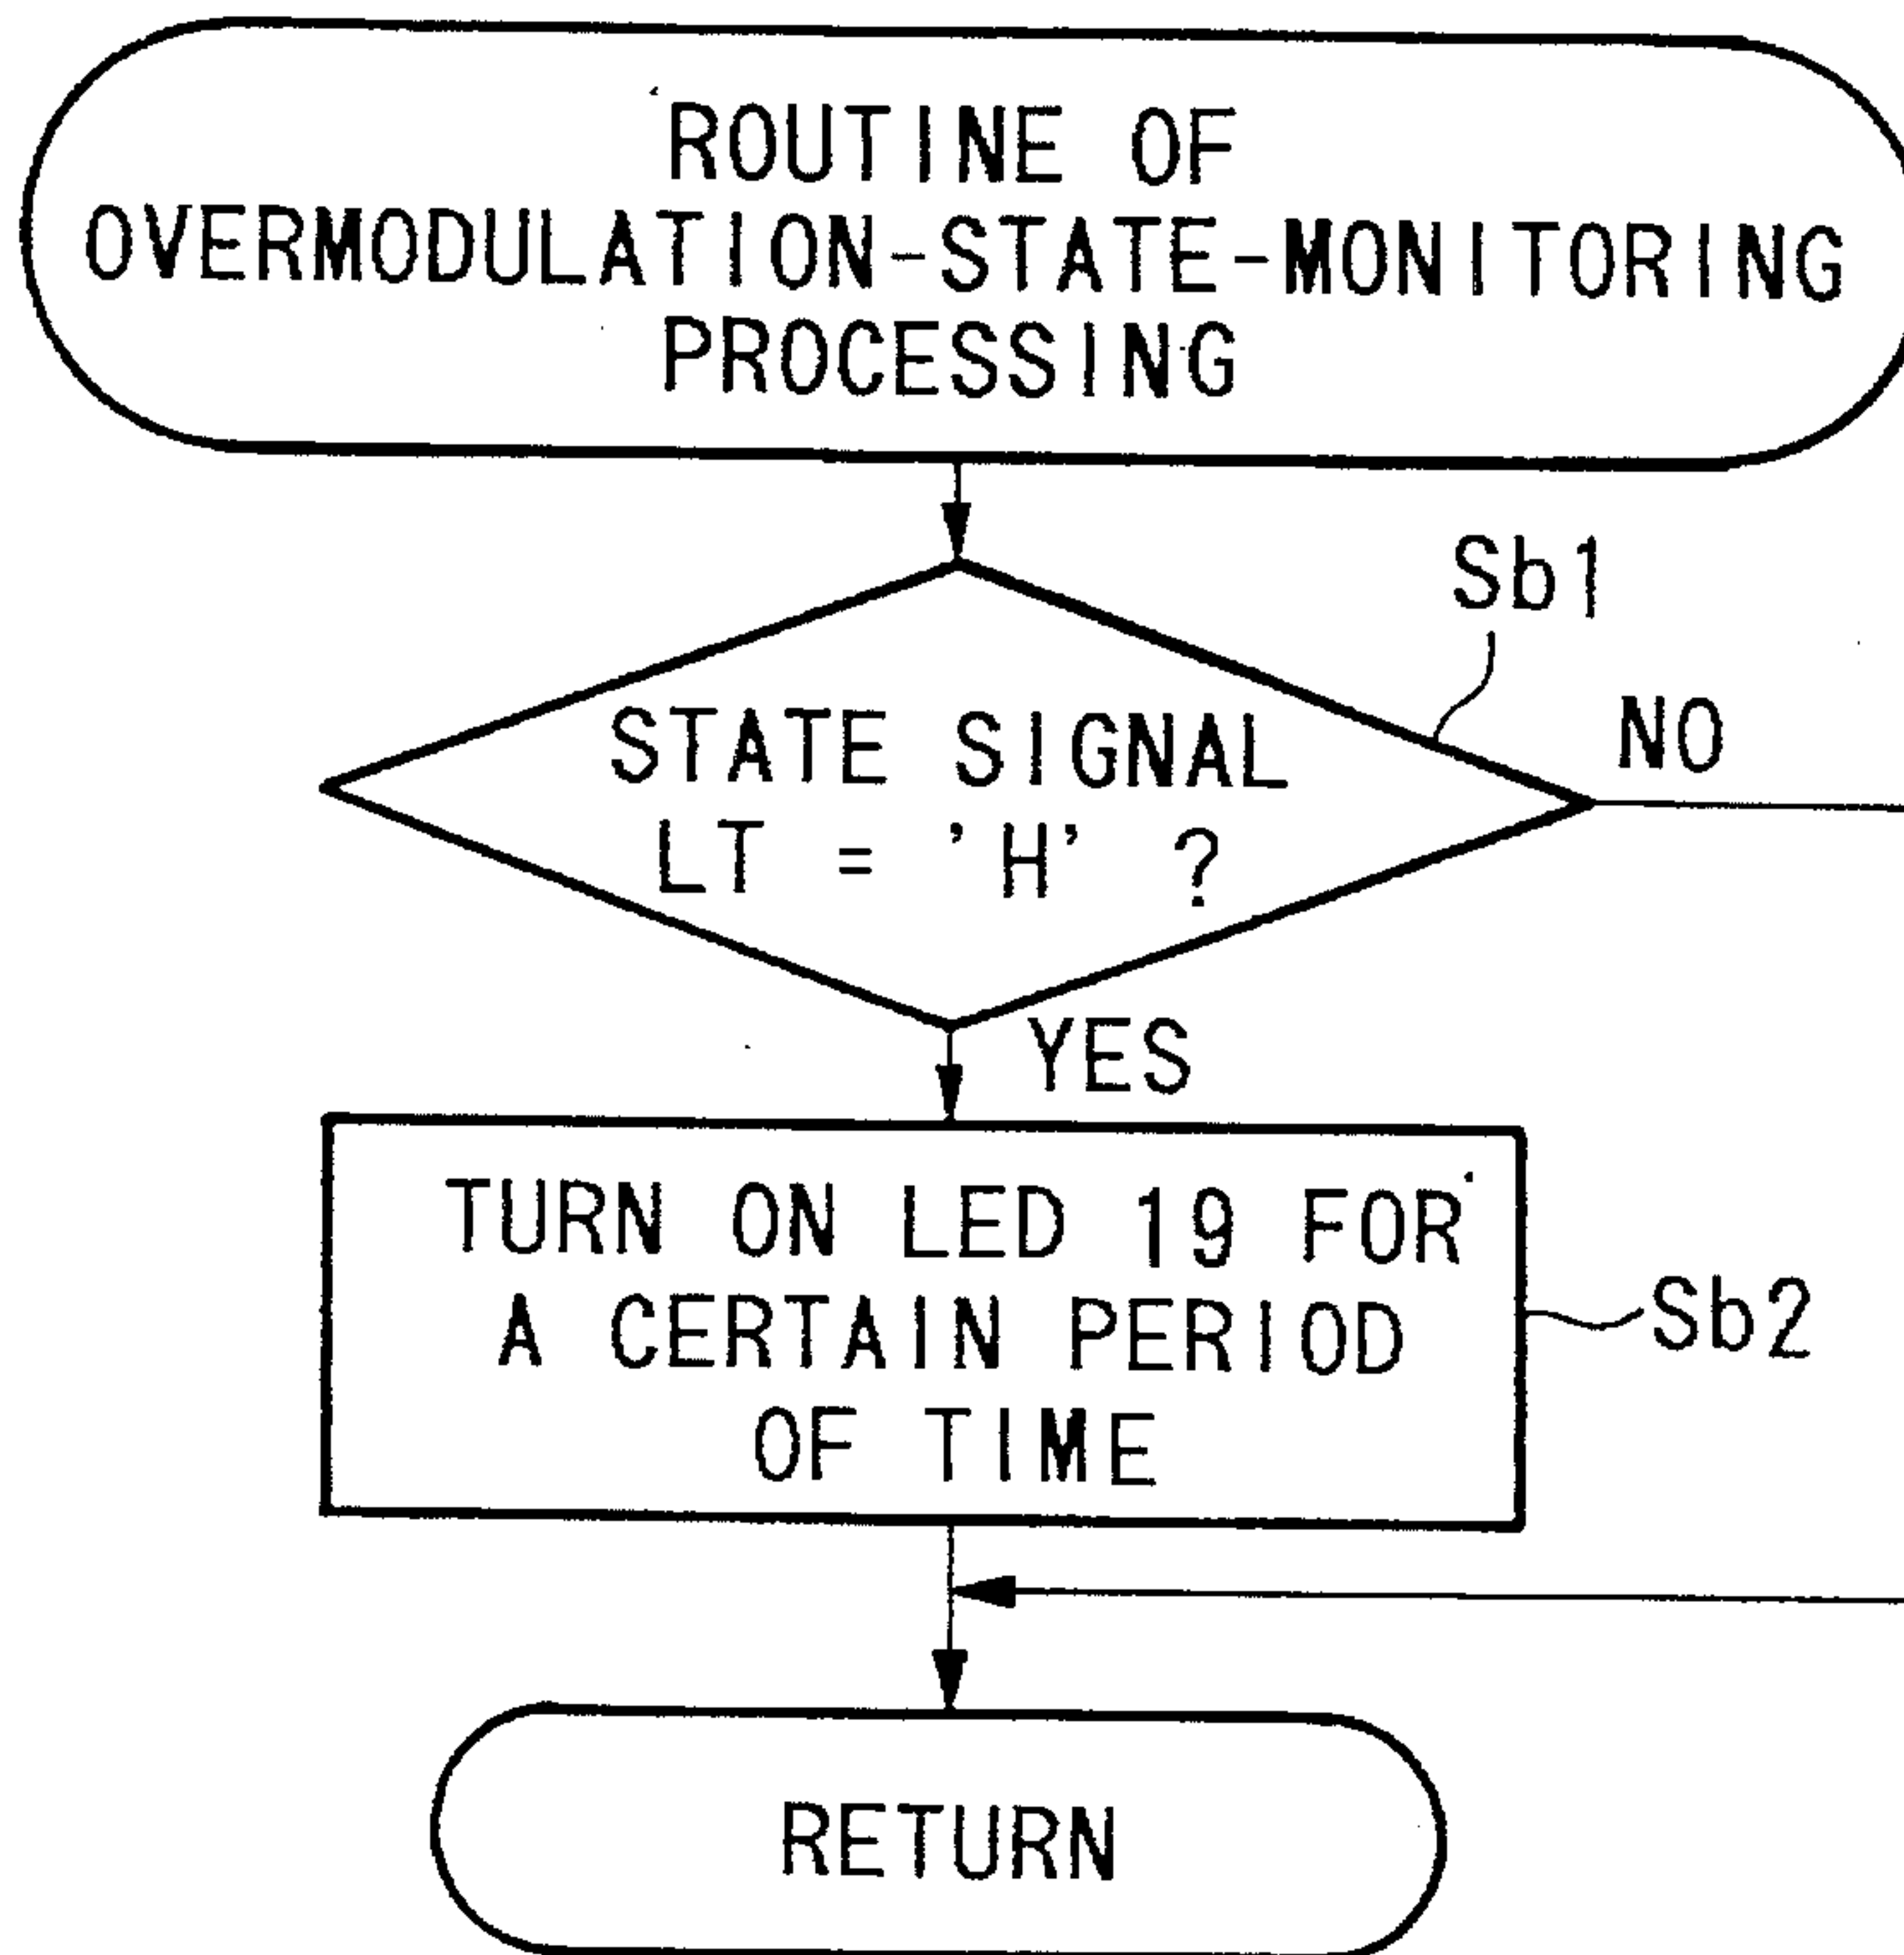 ROUTINE OF
OVERMODULATION-STATE-MONITORING
PROCESSING
Sb1
STATE SIGNAL
LT = 'H' ?
NO
YES
TURN ON LED 19 FOR
A CERTAIN PERIOD
OF TIME
Sb2
RETURN